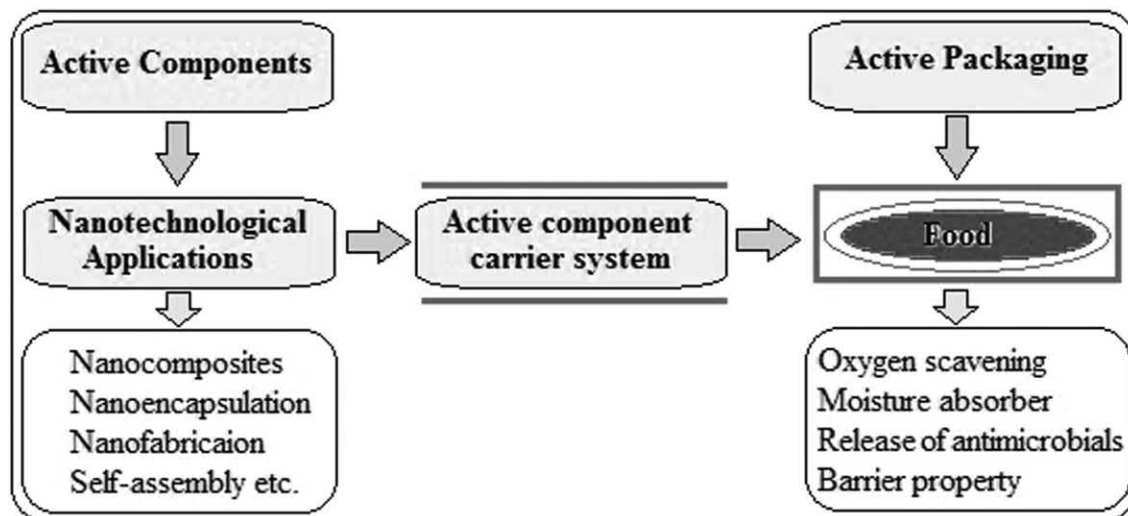 Active Components
Active Packaging
Nanotechnological
Applications
Active component
carrier system
Food
Nanocomposites
Nanoencapsulation
Nanofabricaion
Self-assembly etc.
Oxygen scavening
Moisture absorber
Release of antimicrobials
Barrier property